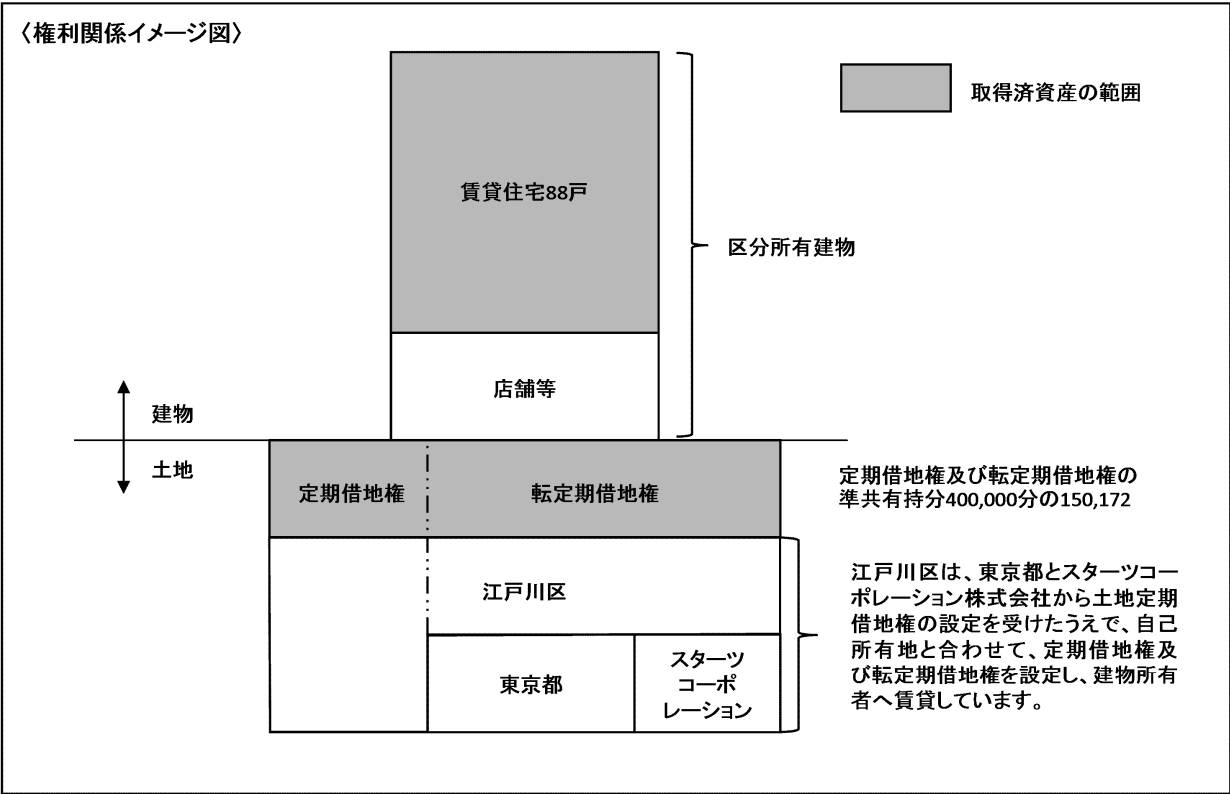 〈権利関係イメージ図〉
取得済資産の範囲
賃貸住宅88戸
区分所有建物
店舗等
建物
土地
定期借地権
転定期借地権
定期借地権及び転定期借地権の
準共有持分400,000分の150,172
江戸川区
東京都
スターツ
コーポ
レーション
江戸川区は、東京都とスターツコー
ポレーション株式会社から土地定期
借地権の設定を受けたうえで、自己
所有地と合わせて、定期借地権及
び転定期借地権を設定し、建物所有
者へ賃貸しています。